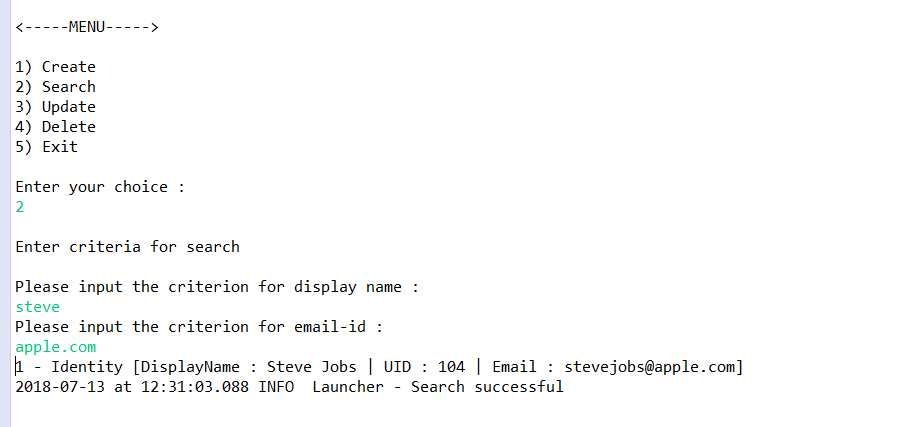 <-----MENU----->
1) Create
2) Search
3) Update
4) Delete
5) Exit
Enter your choice :
2
Enter criteria for search
Please input the criterion for display name :
steve
Please input the criterion for email-id :
apple.com
1 - Identity [DisplayName : Steve Jobs | UID : 104 | Email : stevejobs@apple.com]
2018-07-13 at 12:31:03.088 INFO  Launcher - Search successful